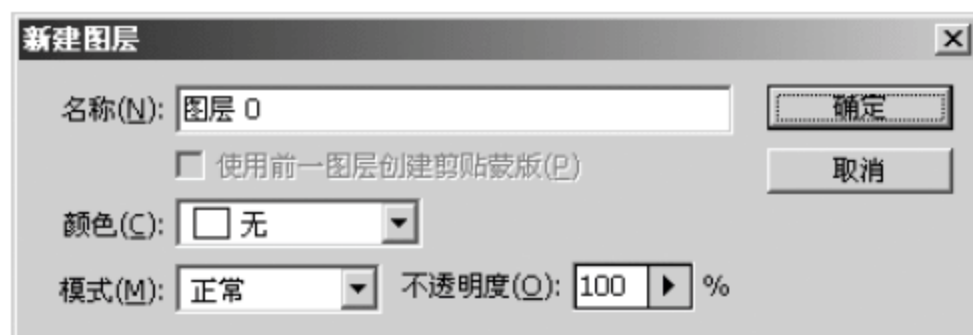 新建图层
名称(N): 图层 0 确定
使用前一图层创建剪贴蒙版(P) 取消
颜色(C): 无
模式(M): 正常 不透明度(O): 100 %